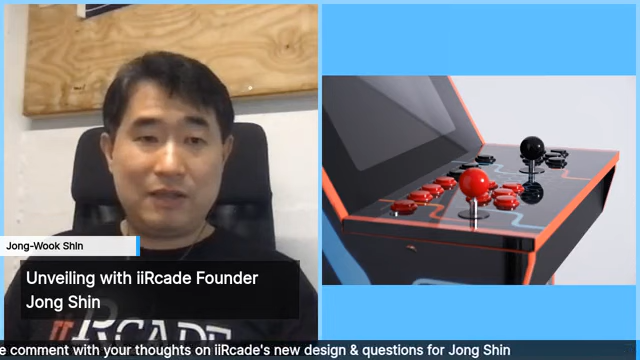 Jong-Wook Shin
Unveiling with iiRcade Founder
Jong Shin
iiRCADE
e comment with your thoughts on iiRcade's new design & questions for Jong Shin